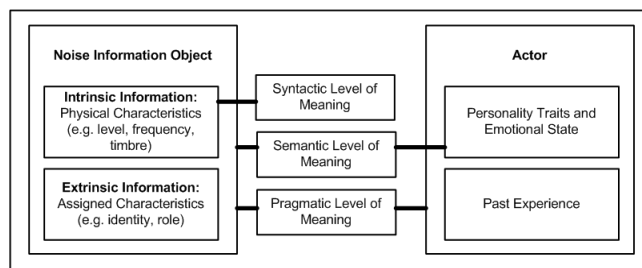 Noise Information Object
Intrinsic Information:
Physical Characteristics
(e.g. level, frequency,
timbre)
Extrinsic Information:
Assigned Characteristics
(e.g. identity, role)
Syntactic Level of
Meaning
Semantic Level of
Meaning
Pragmatic Level of
Meaning
Actor
Personality Traits and
Emotional State
Past Experience